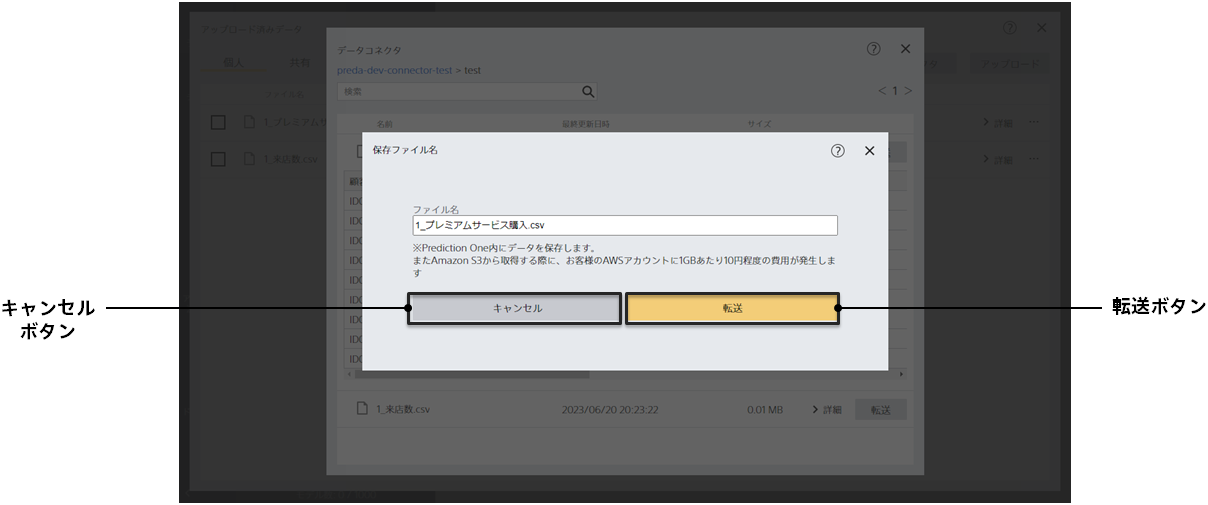 アップロード済みデータ
個人
共有
アップロード
ファイル名
1_プレミアムサ
詳細
1_来店数.csv
詳細
データコネクタ
preda-dev-connector-test > test
検索
< 1 >
名前
最終更新日時
サイズ
保存ファイル名
ファイル名
1_プレミアムサービス購入.csv
※Prediction One内にデータを保存します。
またAmazon S3から取得する際に、お客様のAWSアカウントに1GBあたり10円程度の費用が発生しま
す
キャンセル
転送
キャンセル
ボタン
転送ボタン
1_来店数.csv
2023/06/20 20:23:22
0.01 MB
詳細
転送